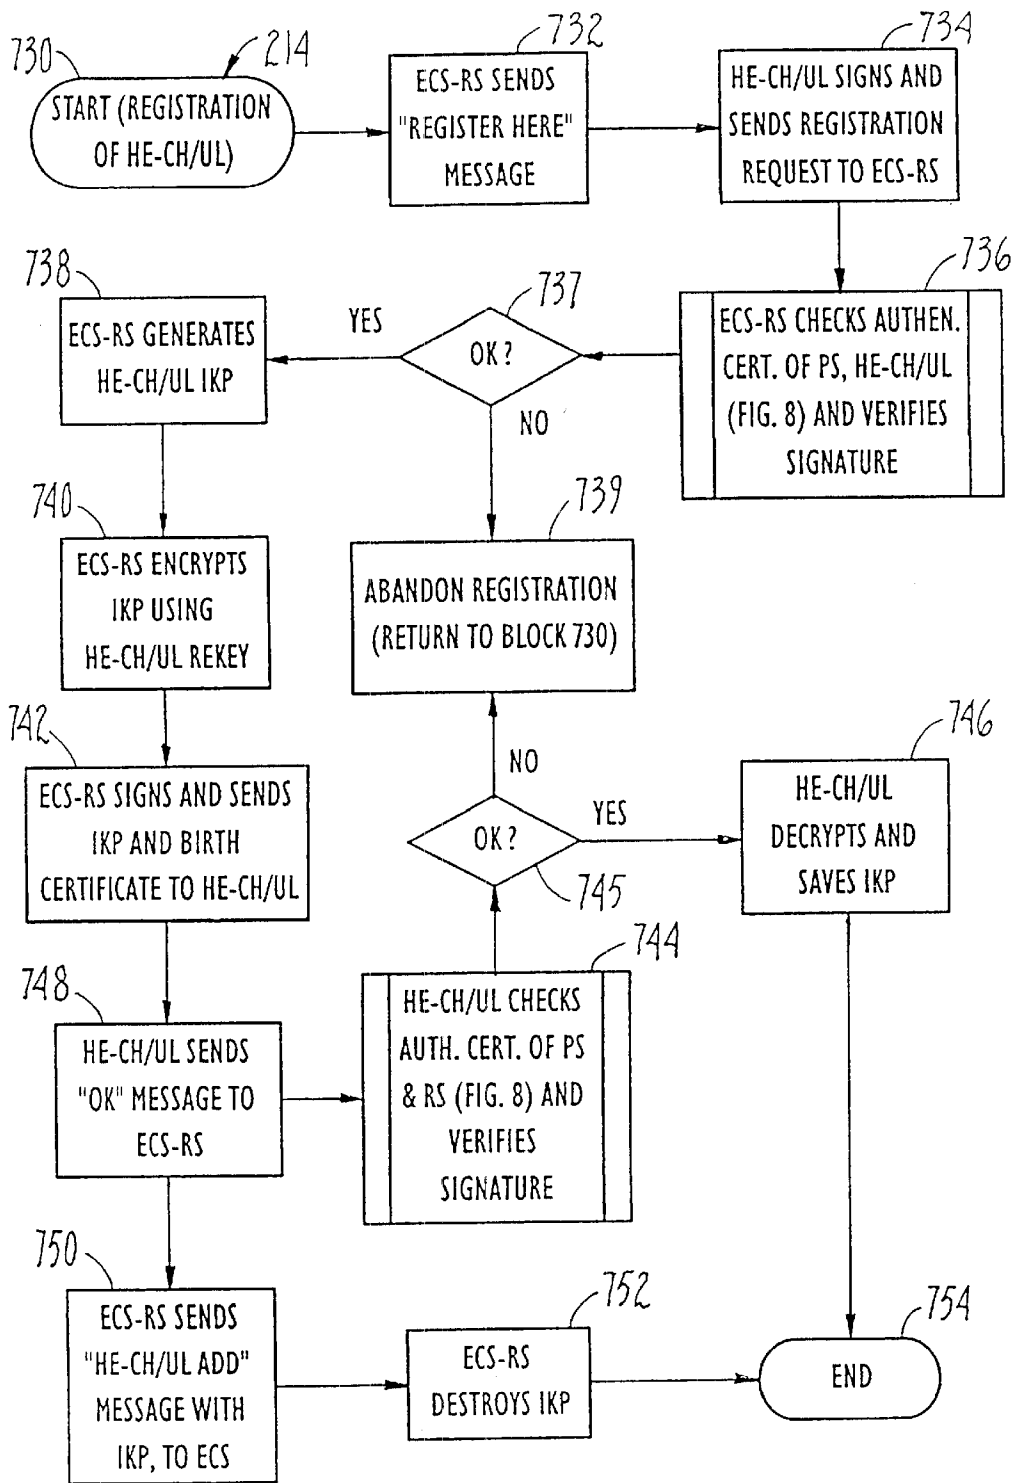 730
214
START (REGISTRATION
OF HE-CH/UL)
732
ECS-RS SENDS
"REGISTER HERE"
MESSAGE
734
HE-CH/UL SIGNS AND
SENDS REGISTRATION
REQUEST TO ECS-RS
736
ECS-RS CHECKS AUTHEN.
CERT. OF PS, HE-CH/UL
(FIG. 8) AND VERIFIES
SIGNATURE
737
OK?
YES
NO
738
ECS-RS GENERATES
HE-CH/UL IKP
739
ABANDON REGISTRATION
(RETURN TO BLOCK 730)
740
ECS-RS ENCRYPTS
IKP USING
HE-CH/UL REKEY
742
ECS-RS SIGNS AND SENDS
IKP AND BIRTH
CERTIFICATE TO HE-CH/UL
748
HE-CH/UL SENDS
"OK" MESSAGE TO
ECS-RS
744
HE-CH/UL CHECKS
AUTH. CERT. OF PS
& RS (FIG. 8) AND
VERIFIES
SIGNATURE
745
OK?
NO
YES
746
HE-CH/UL
DECRYPTS AND
SAVES IKP
750
ECS-RS SENDS
"HE-CH/UL ADD"
MESSAGE WITH
IKP, TO ECS
752
ECS-RS
DESTROYS IKP
754
END